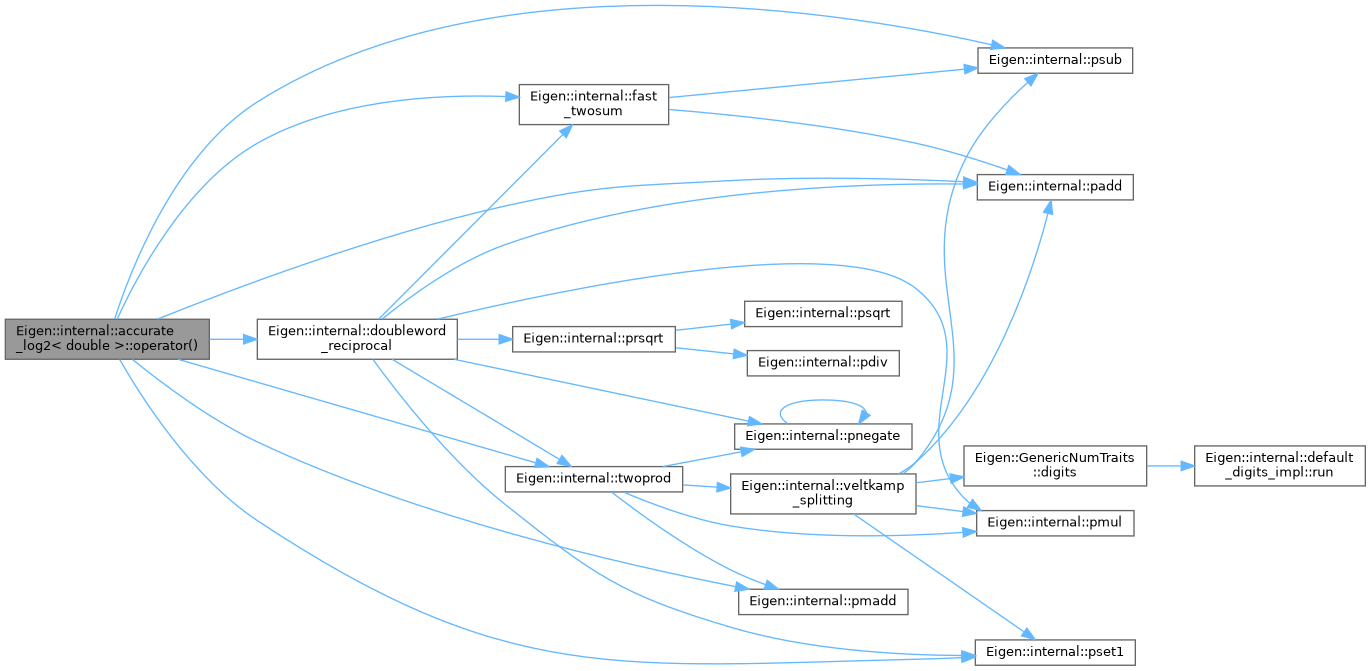 Eigen::internal::accurate
_log2< double >::operator()
Eigen::internal::doubleword
_reciprocal
Eigen::internal::fast
_twosum
Eigen::internal::prsqrt
Eigen::internal::twoprod
Eigen::internal::psqrt
Eigen::internal::pdiv
Eigen::internal::pnegate
Eigen::internal::veltkamp
_splitting
Eigen::internal::pmadd
Eigen::internal::psub
Eigen::internal::padd
Eigen::GenericNumTraits
::digits
Eigen::internal::pmul
Eigen::internal::pset1
Eigen::internal::default
_digits_impl::run